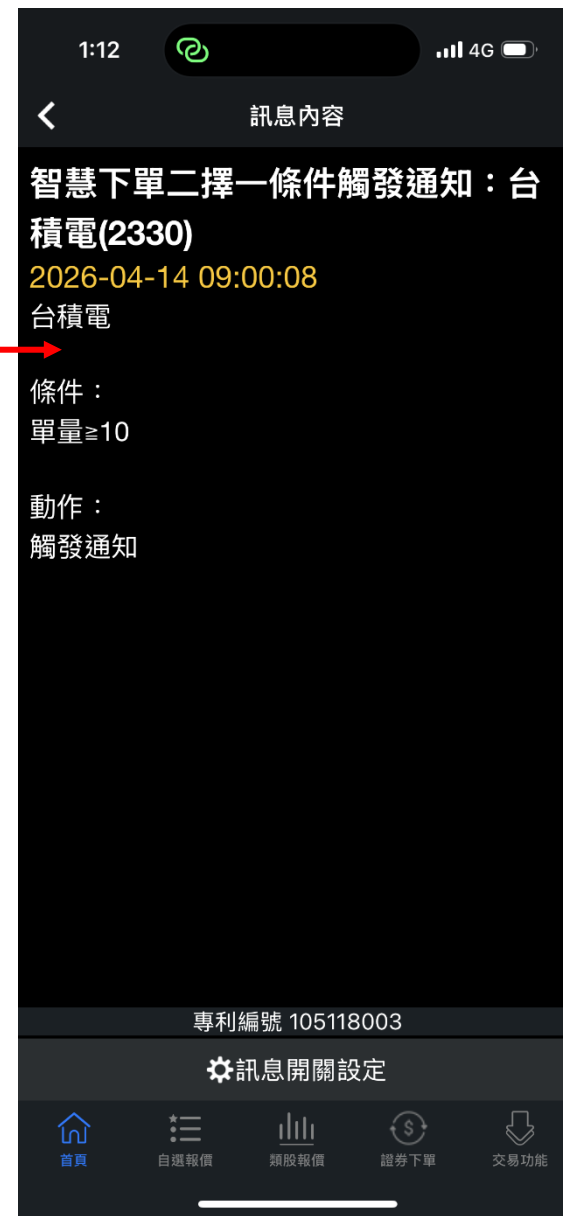 1:12
4G
訊息內容
智慧下單二擇一條件觸發通知：台
積電(2330)
2026-04-14 09:00:08
台積電
條件：
單量≧10
動作：
觸發通知
專利編號 105118003
訊息開關設定
首頁 自選報價 類股報價 證券下單 交易功能